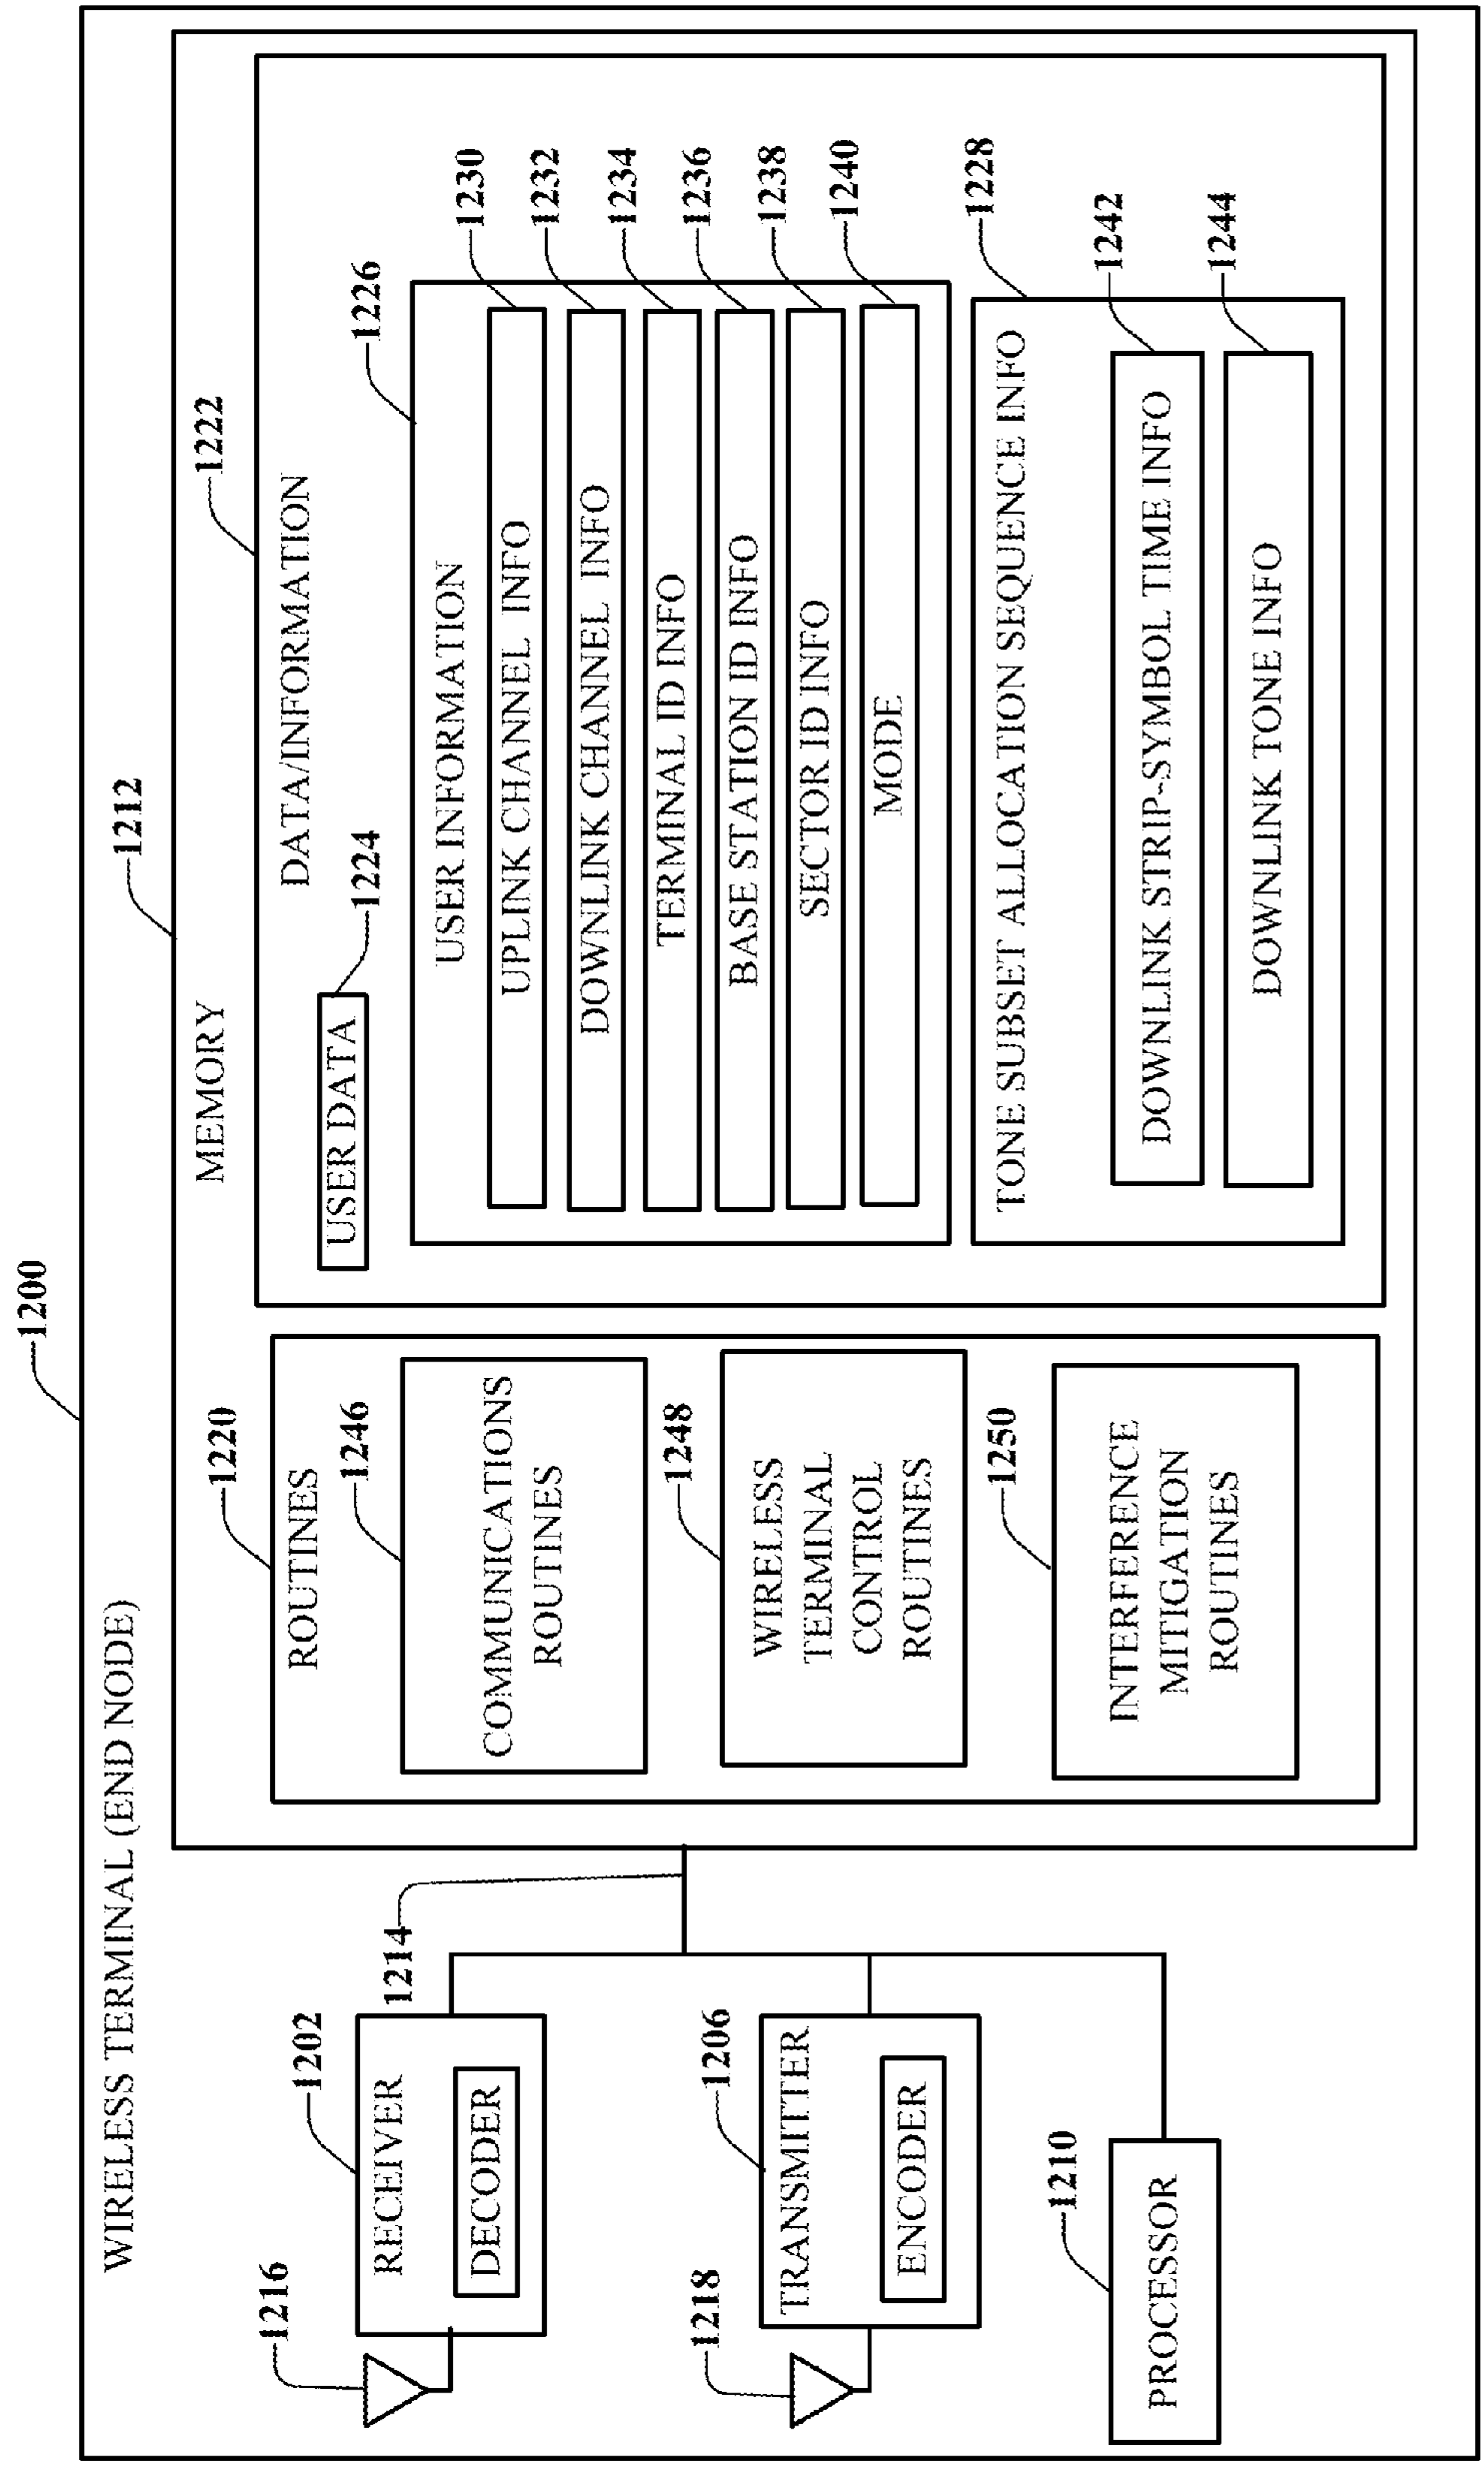 1200
WIRELESS TERMINAL (END NODE)
1212
MEMORY
1216
1202
RECEIVER
DECODER
1218
1206
TRANSMITTER
ENCODER
1210
PROCESSOR
1214
1220
ROUTINES
1246
COMMUNICATIONS
ROUTINES
1248
WIRELESS
TERMINAL
CONTROL
ROUTINES
1250
INTERFERENCE
MITIGATION
ROUTINES
1222
DATA/INFORMATION
1224
USER DATA
1226
USER INFORMATION
1230
UPLINK CHANNEL INFO
1232
DOWNLINK CHANNEL INFO
1234
TERMINAL ID INFO
1236
BASE STATION ID INFO
1238
SECTOR ID INFO
1240
MODE
1228
TONE SUBSET ALLOCATION SEQUENCE INFO
1242
DOWNLINK STRIP-SYMBOL TIME INFO
1244
DOWNLINK TONE INFO